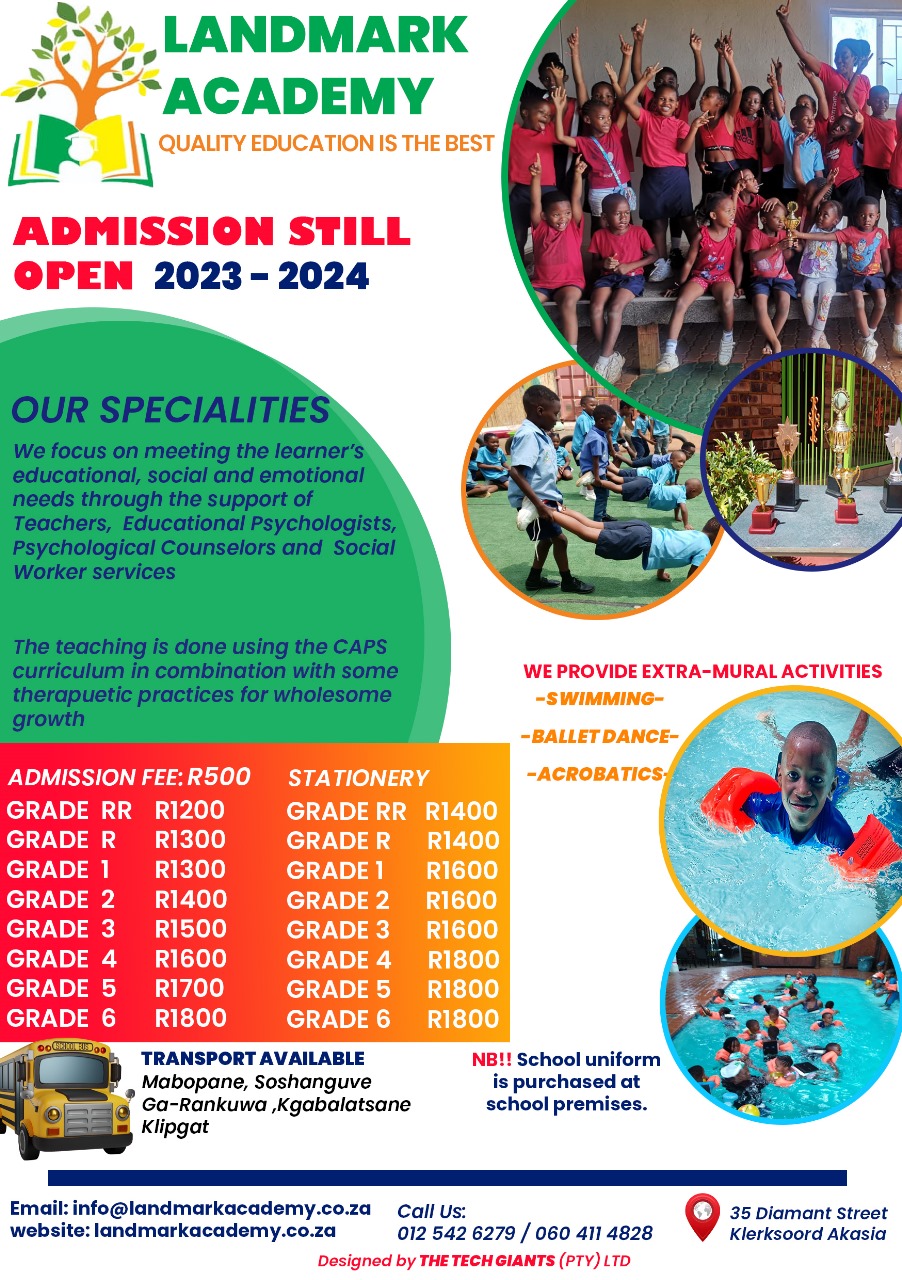 LANDMARK
ACADEMY
QUALITY EDUCATION IS THE BEST
ADMISSION STILL
OPEN 2023 - 2024
OUR SPECIALITIES
We focus on meeting the learner's
educational, social and emotional
needs through the support of
Teachers, Educational Psychologists,
Psychological Counselors and Social
Worker services
The teaching is done using the CAPS
curriculum in combination with some
therapuetic practices for wholesome
growth
WE PROVIDE EXTRA-MURAL ACTIVITIES
-SWIMMING-
-BALLET DANCE-
-ACROBATICS-
ADMISSION FEE: R500
GRADE RR R1200
GRADE R R1300
GRADE 1 R1300
GRADE 2 R1400
GRADE 3 R1500
GRADE 4 R1600
GRADE 5 R1700
GRADE 6 R1800
STATIONERY
GRADE RR R1400
GRADE R R1400
GRADE 1 R1600
GRADE 2 R1600
GRADE 3 R1600
GRADE 4 R1800
GRADE 5 R1800
GRADE 6 R1800
SCHOOL BUS
TRANSPORT AVAILABLE
Mabopane, Soshanguve
Ga-Rankuwa ,Kgabalatsane
Klipgat
NB!! School uniform
is purchased at
school premises.
Email: info@landmarkacademy.co.za
website: landmarkacademy.co.za
Call Us:
012 542 6279 / 060 411 4828
35 Diamant Street
Klerksoord Akasia
Designed by THE TECH GIANTS (PTY) LTD